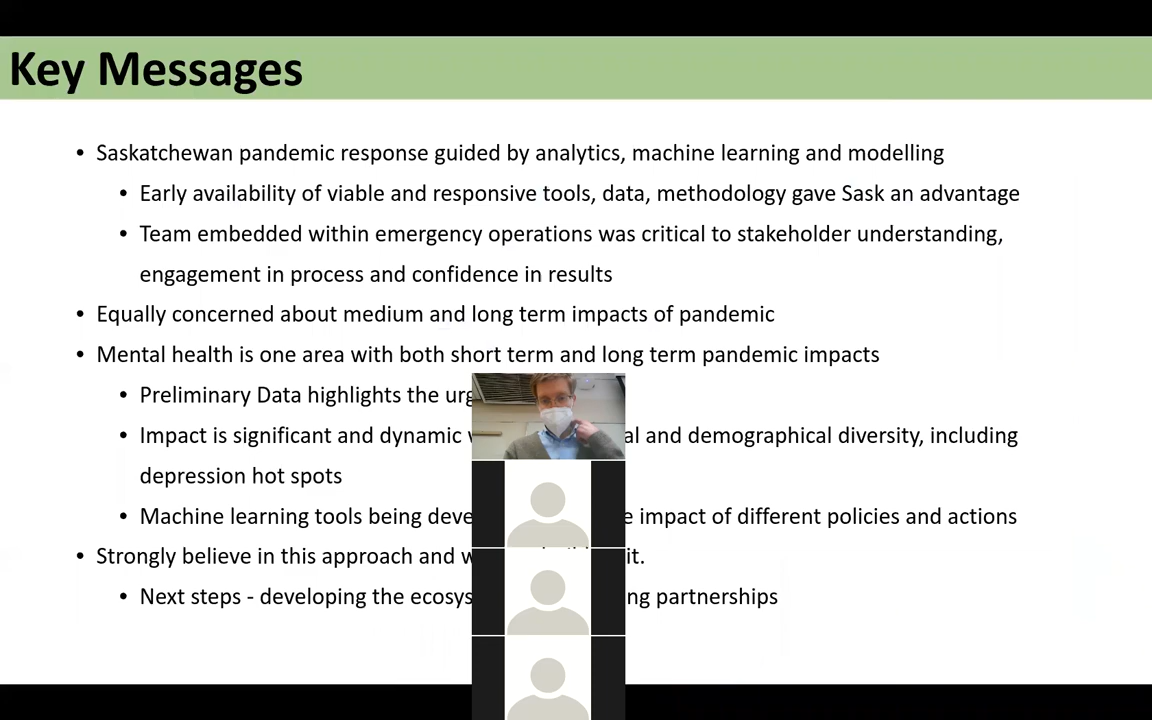 Key Messages
• Saskatchewan pandemic response guided by analytics, machine learning and modelling
• Early availability of viable and responsive tools, data, methodology gave Sask an advantage
• Team embedded within emergency operations was critical to stakeholder understanding,
engagement in process and confidence in results
• Equally concerned about medium and long term impacts of pandemic
• Mental health is one area with both short term and long term pandemic impacts
• Preliminary Data highlights the
• Impact is significant and dynamic and demographical diversity, including
depression hot spots
• Machine learning tools being impact of different policies and actions
• Strongly believe in this approach and it.
• Next steps - developing the partnerships